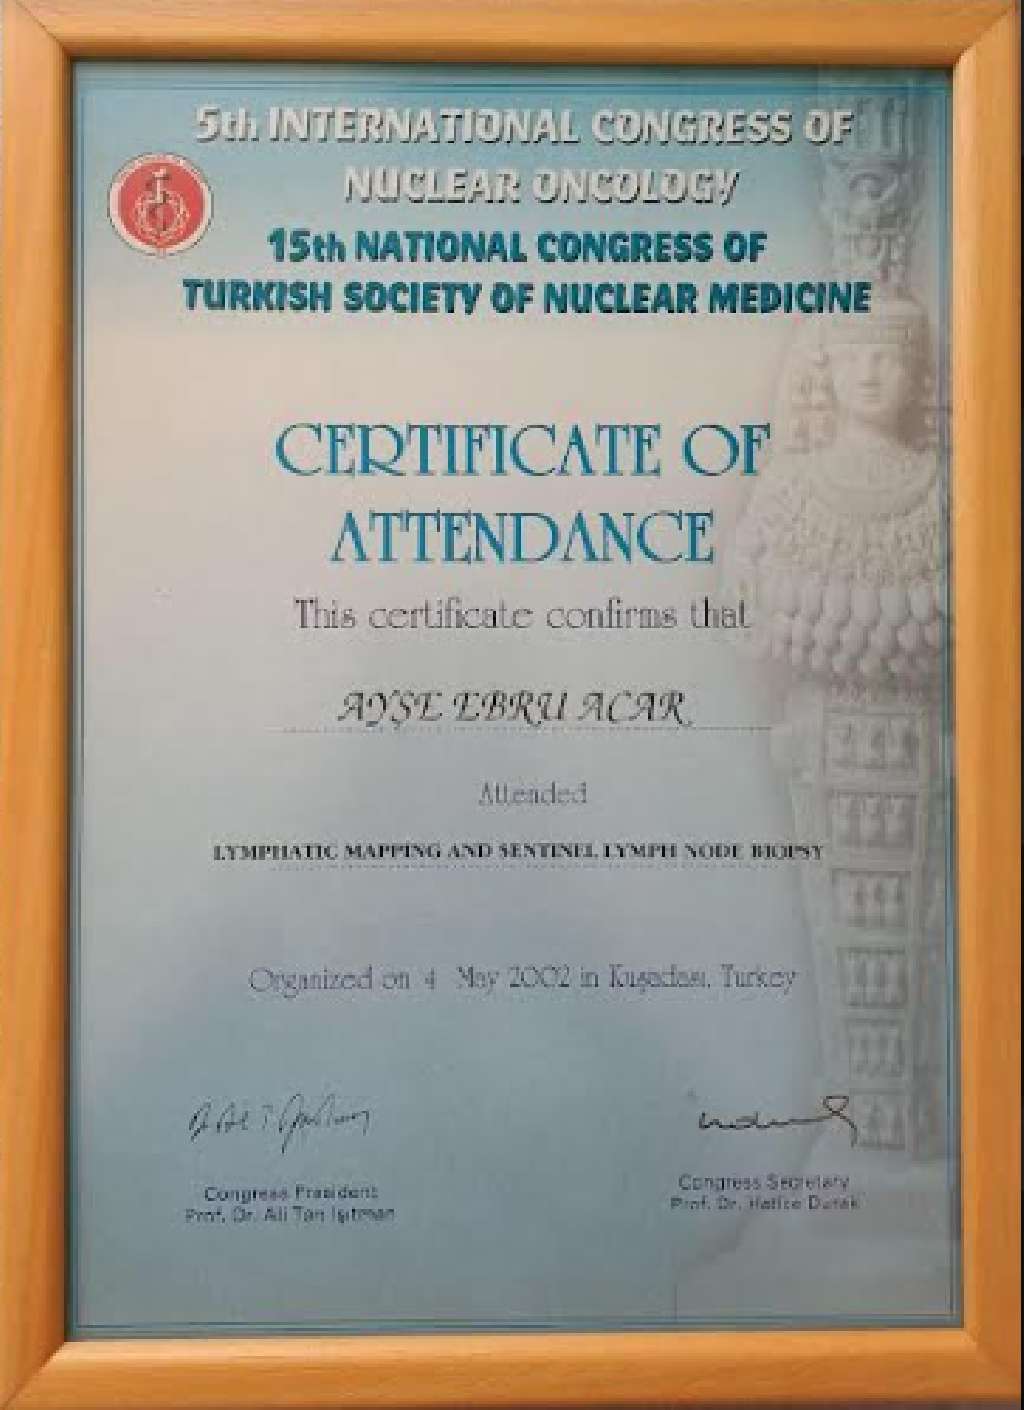 5th INTERNATIONAL CONGRESS OF
NUCLEAR ONCOLOGY
15th NATIONAL CONGRESS OF
TURKISH SOCIETY OF NUCLEAR MEDICINE
CERTIFICATE OF
ATTENDANCE
This certificate confirms that
AYŞE EBRU ACAR
Attended
LYMPHATIC MAPPING AND SENTINEL LYMPH NODE BIOPSY
Organized on 4 May 2002 in Kuşadası, Turkey
Congress President
Prof. Dr. Ali Tan Işıtman
Congress Secretary
Prof. Dr. Hatice Durak